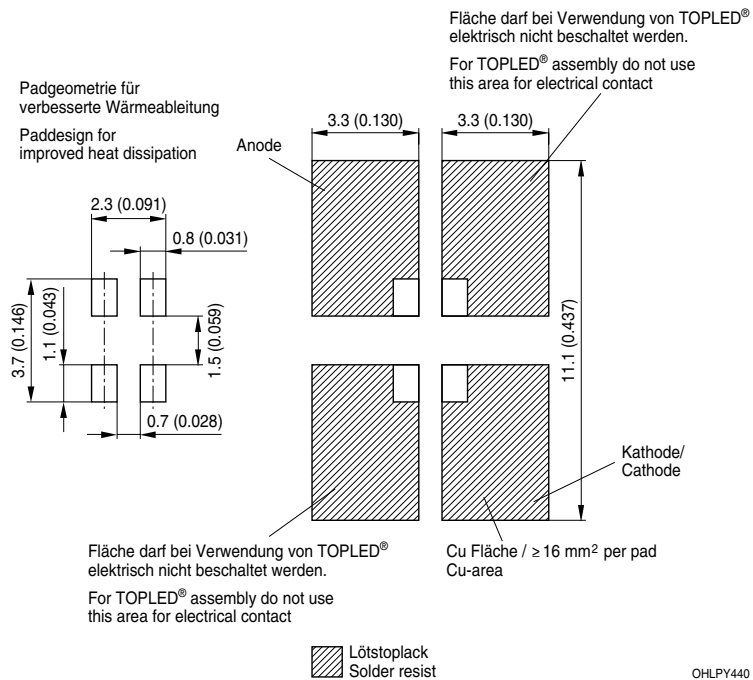 Fläche darf bei Verwendung von TOPLED®
elektrisch nicht beschaltet werden.
For TOPLED® assembly do not use
this area for electrical contact
Padgeometrie für
verbesserte Wärmeableitung
Paddesign for
improved heat dissipation
3.3 (0.130)
3.3 (0.130)
Anode
2.3 (0.091)
0.8 (0.031)
3.7 (0.146)
1.1 (0.043)
1.5 (0.059)
11.1 (0.437)
0.7 (0.028)
Kathode/
Cathode
Fläche darf bei Verwendung von TOPLED®
elektrisch nicht beschaltet werden.
For TOPLED® assembly do not use
this area for electrical contact
Cu Fläche / ≥ 16 mm² per pad
Cu-area
Lötstoplack
Solder resist
OHLPY440